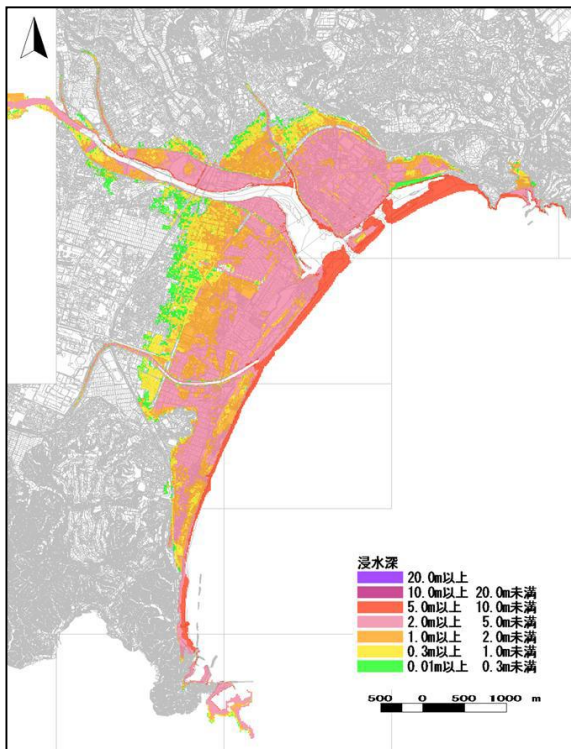 浸水深
20.0m以上
10.0m以上 20.0m未満
5.0m以上 10.0m未満
2.0m以上 5.0m未満
1.0m以上 2.0m未満
0.3m以上 1.0m未満
0.01m以上 0.3m未満
500 0 500 1000 m